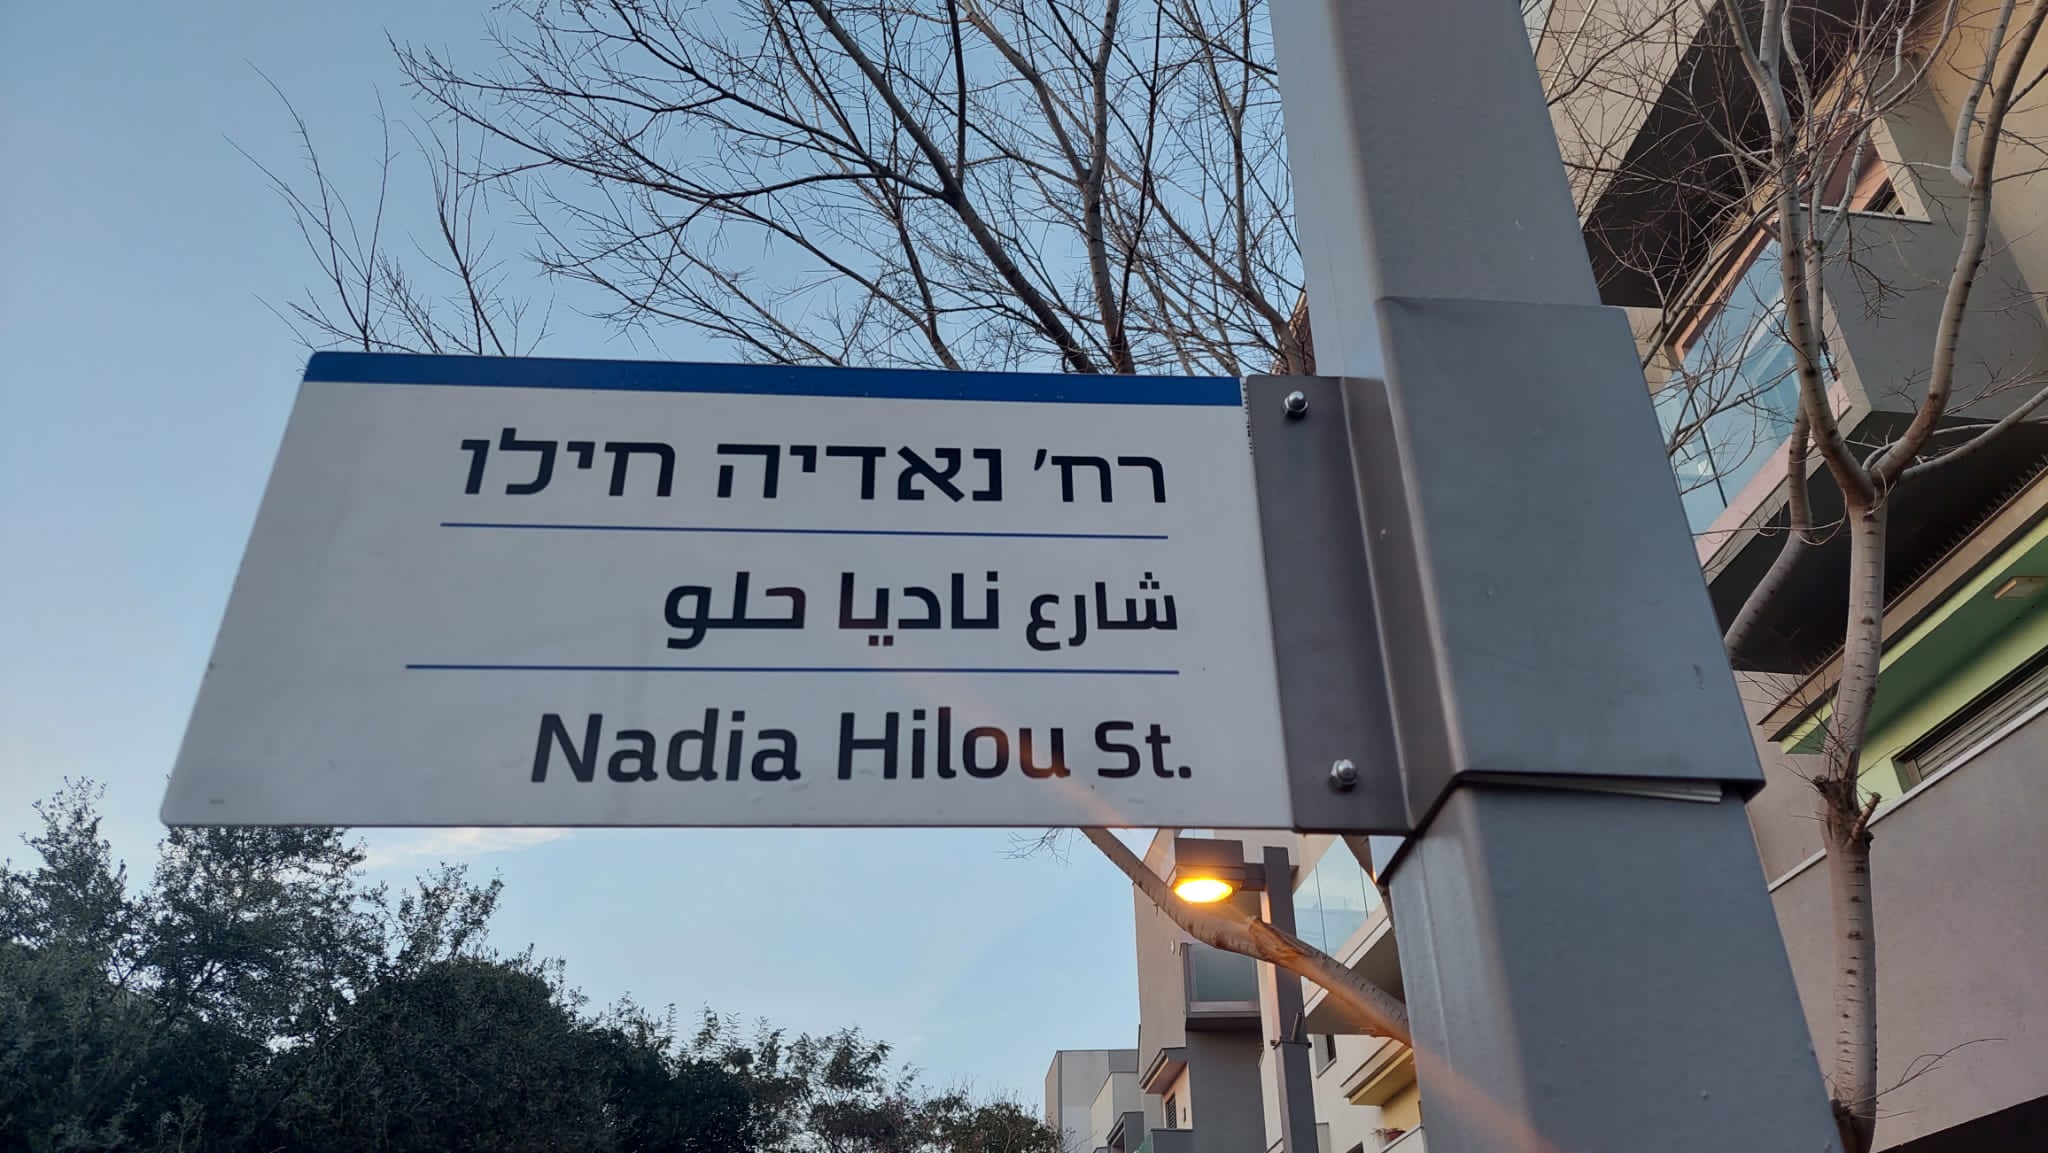 רח' נאדיה חילו
شارع ناديا حلو
Nadia Hilou St.